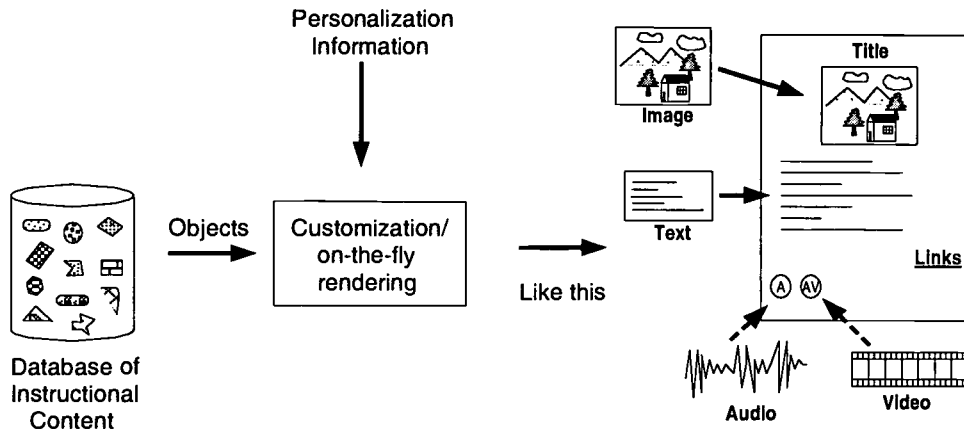 Personalization
Information
Title
Image
Objects
Customization/
on-the-fly
rendering
Text
Like this
Links
A
AV
Database of
Instructional
Content
Audio
Video